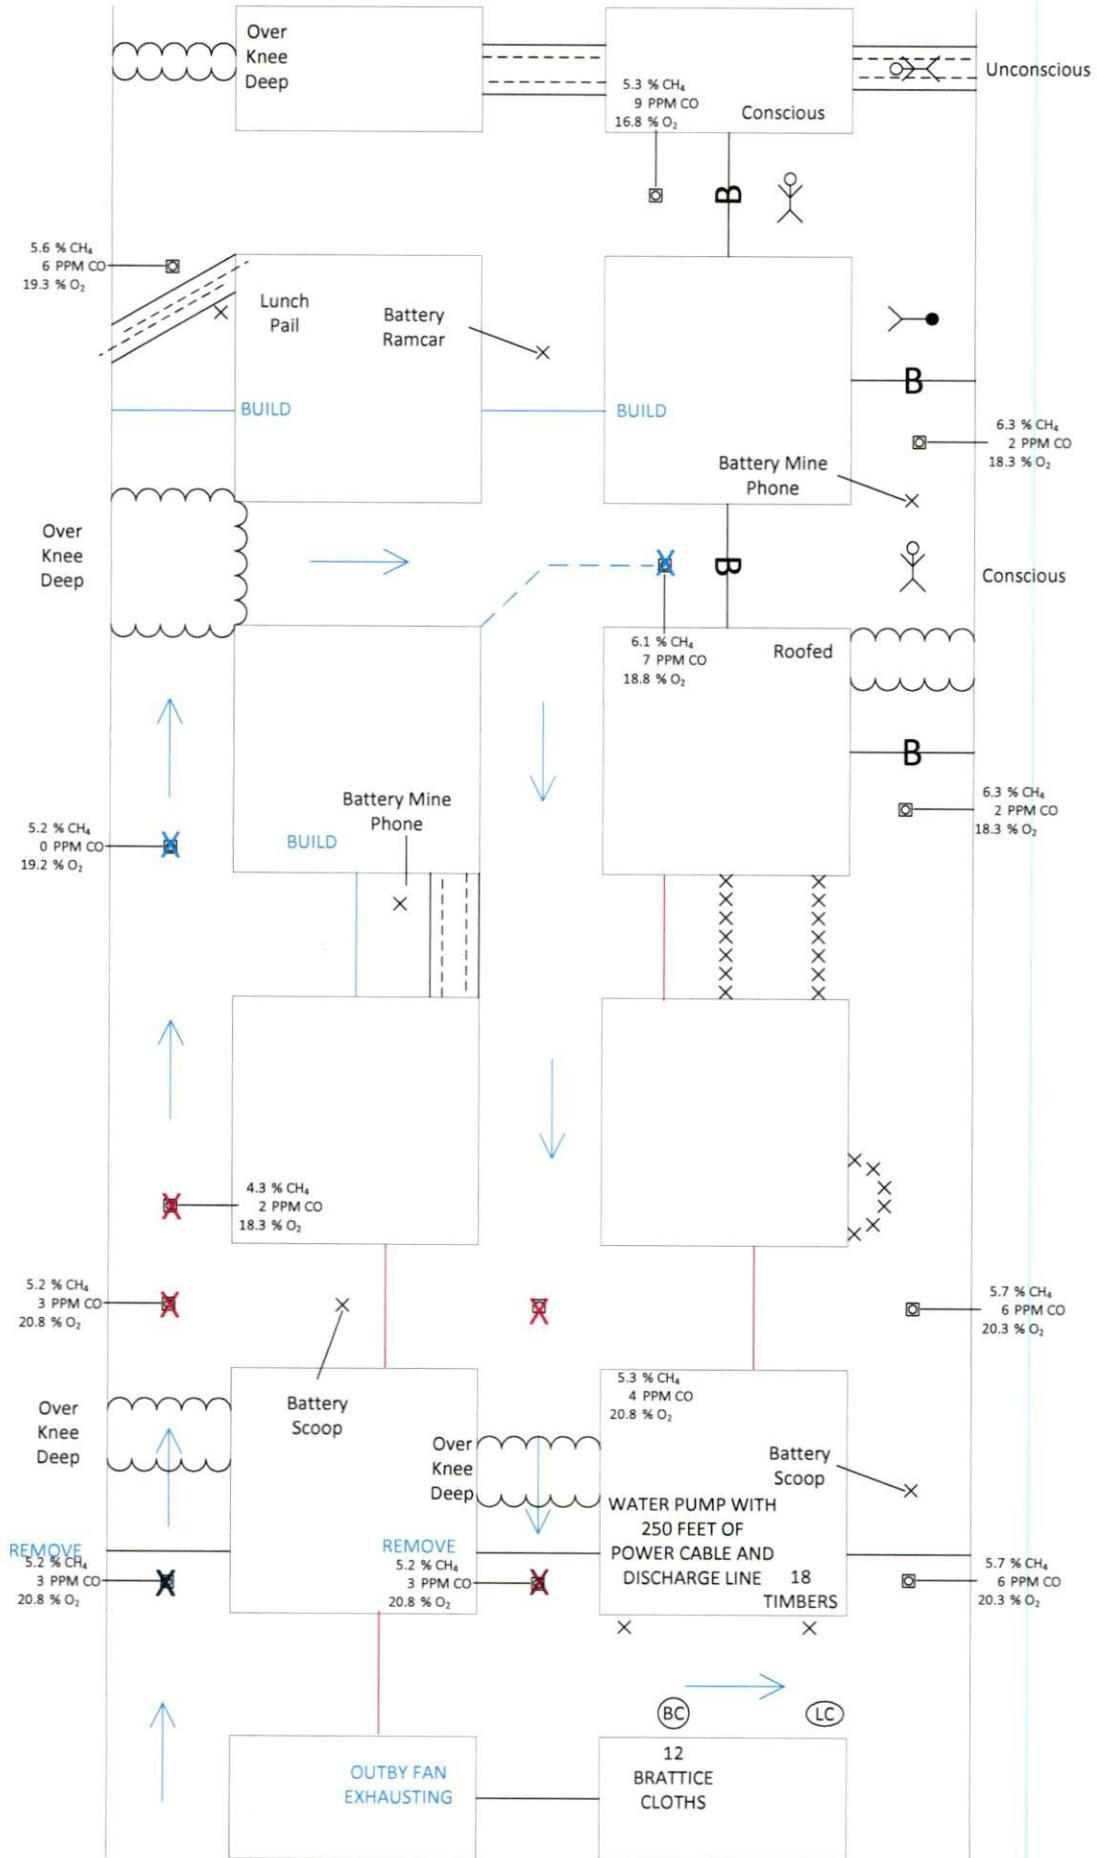 Over
Knee
Deep
Unconscious
5.3 % CH₄
9 PPM CO
16.8 % O₂
Conscious
B
5.6 % CH₄
6 PPM CO
19.3 % O₂
Lunch
Pail
Battery
Ramcar
B
BUILD
BUILD
6.3 % CH₄
2 PPM CO
18.3 % O₂
Battery Mine
Phone
Over
Knee
Deep
B
Conscious
6.1 % CH₄
7 PPM CO
18.8 % O₂
Roofed
B
Battery Mine
Phone
6.3 % CH₄
2 PPM CO
18.3 % O₂
5.2 % CH₄
0 PPM CO
19.2 % O₂
BUILD
4.3 % CH₄
2 PPM CO
18.3 % O₂
5.2 % CH₄
3 PPM CO
20.8 % O₂
5.7 % CH₄
6 PPM CO
20.3 % O₂
5.3 % CH₄
4 PPM CO
20.8 % O₂
Over
Knee
Deep
Battery
Scoop
Over
Knee
Deep
Battery
Scoop
WATER PUMP WITH
250 FEET OF
POWER CABLE AND
DISCHARGE LINE
18
TIMBERS
REMOVE
5.2 % CH₄
3 PPM CO
20.8 % O₂
REMOVE
5.2 % CH₄
3 PPM CO
20.8 % O₂
5.7 % CH₄
6 PPM CO
20.3 % O₂
BC
LC
OUTBY FAN
EXHAUSTING
12
BRATTICE
CLOTHS